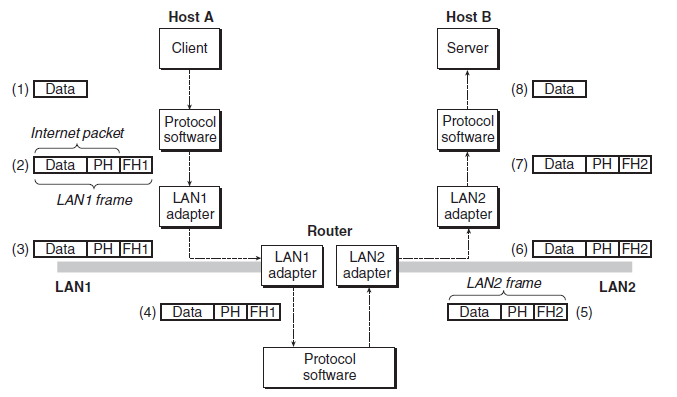 Host A
Host B
Client
Server
(1) Data
(8) Data
Protocol
software
Protocol
software
Internet packet
(2) Data PH FH1
(7) Data PH FH2
LAN1 frame
LAN1
adapter
LAN2
adapter
Router
(3) Data PH FH1
LAN1
adapter
LAN2
adapter
(6) Data PH FH2
LAN1
LAN2 frame
LAN2
(4) Data PH FH1
Data PH FH2 (5)
Protocol
software